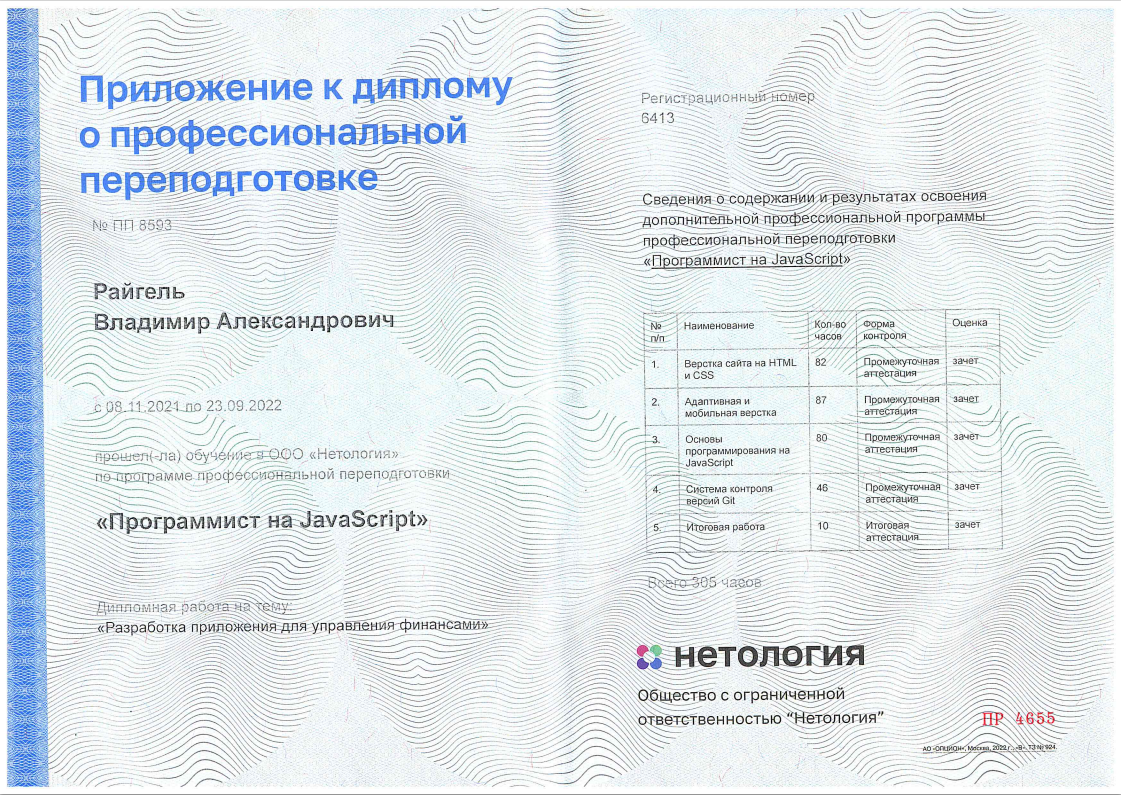 Приложение к диплому
о профессиональной
переподготовке
№ ПП 8593
Райгель
Владимир Александрович
с 08.11.2021 по 23.09.2022
прошел(-ла) обучение в ООО «Нетология»
по программе профессиональной переподготовки
«Программист на JavaScript»
Дипломная работа на тему:
«Разработка приложения для управления финансами»
Регистрационный номер
6413
Сведения о содержании и результатах освоения
дополнительной профессиональной программы
профессиональной переподготовки
«Программист на JavaScript»
№ п/п Наименование Кол-во часов Форма контроля Оценка
1. Верстка сайта на HTML и CSS 82 Промежуточная аттестация зачет
2. Адаптивная и мобильная верстка 87 Промежуточная аттестация зачет
3. Основы программирования на JavaScript 80 Промежуточная аттестация зачет
4. Система контроля версий Git 46 Промежуточная аттестация зачет
5. Итоговая работа 10 Итоговая аттестация зачет
Всего 305 часов
нетология
Общество с ограниченной
ответственностью “Нетология”
ПР 4655
АО «ОПЦИОН», Москва, 2022 г., «В». ТЗ № 924.